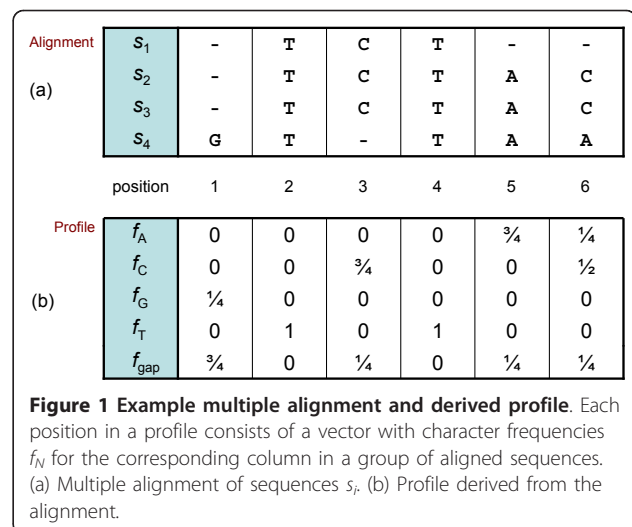 Alignment s1 - T C T - -
s2 - T C T A C
(a)
s3 - T C T A C
s4 G T - T A A
position 1 2 3 4 5 6
Profile fA 0 0 0 0 ¾ ¼
fC 0 0 ¾ 0 0 ½
(b) fG ¼ 0 0 0 0 0
fT 0 1 0 1 0 0
fgap ¾ 0 ¼ 0 ¼ ¼
Figure 1 Example multiple alignment and derived profile. Each
position in a profile consists of a vector with character frequencies
fN for the corresponding column in a group of aligned sequences.
(a) Multiple alignment of sequences si. (b) Profile derived from the
alignment.